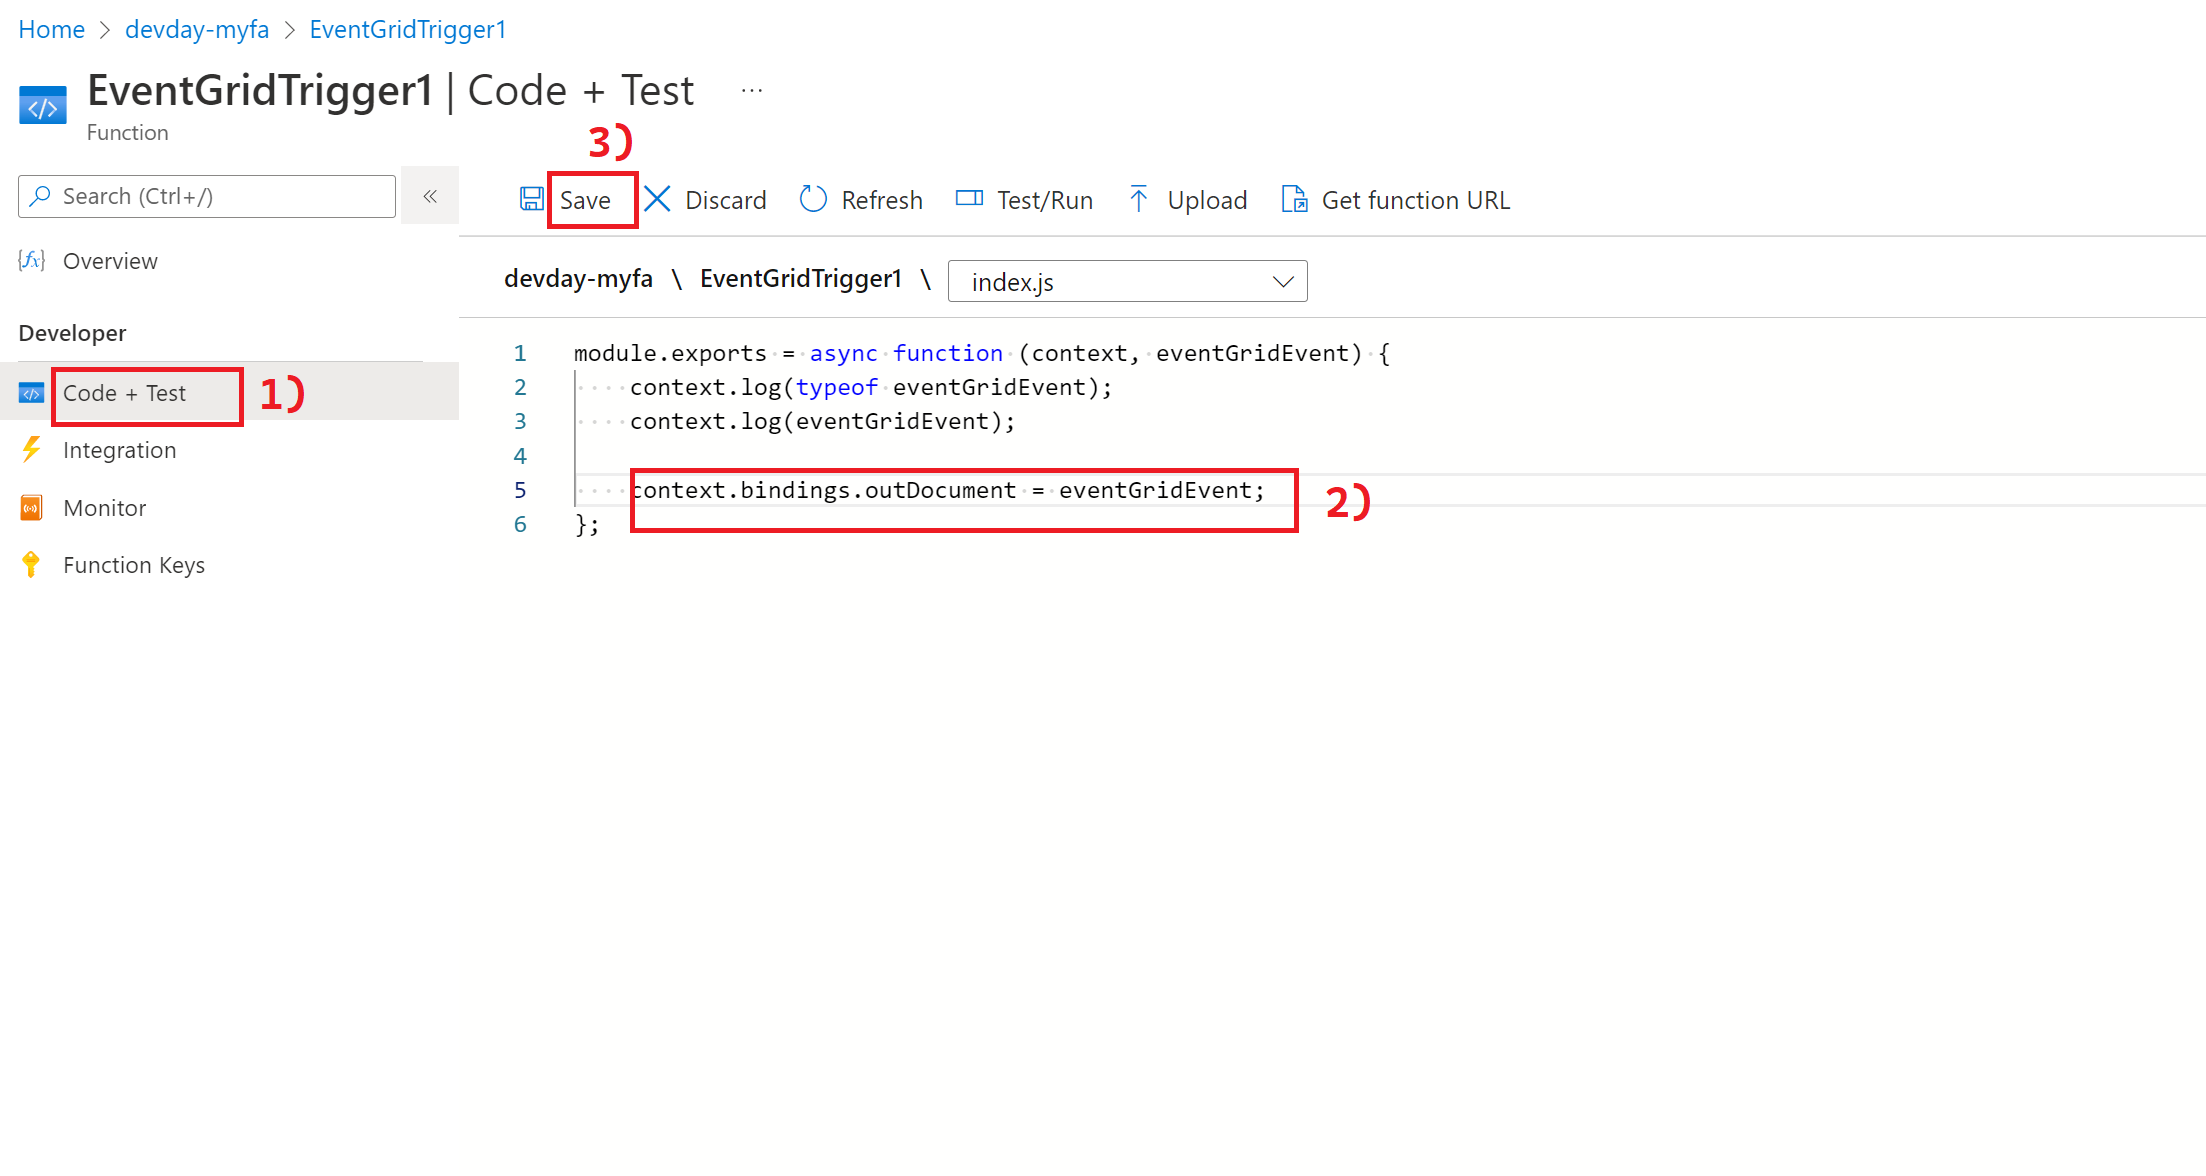 Home > devday-myfa > EventGridTrigger1
EventGridTrigger1 | Code + Test ...
Function
3)
Search (Ctrl+/) «
Save Discard Refresh Test/Run Upload Get function URL
{fx} Overview
devday-myfa \ EventGridTrigger1 \ index.js
Developer
Code + Test 1)
Integration
Monitor
Function Keys
1 module.exports = async function (context, eventGridEvent) {
2     context.log(typeof eventGridEvent);
3     context.log(eventGridEvent);
4
5     context.bindings.outDocument = eventGridEvent; 2)
6 };